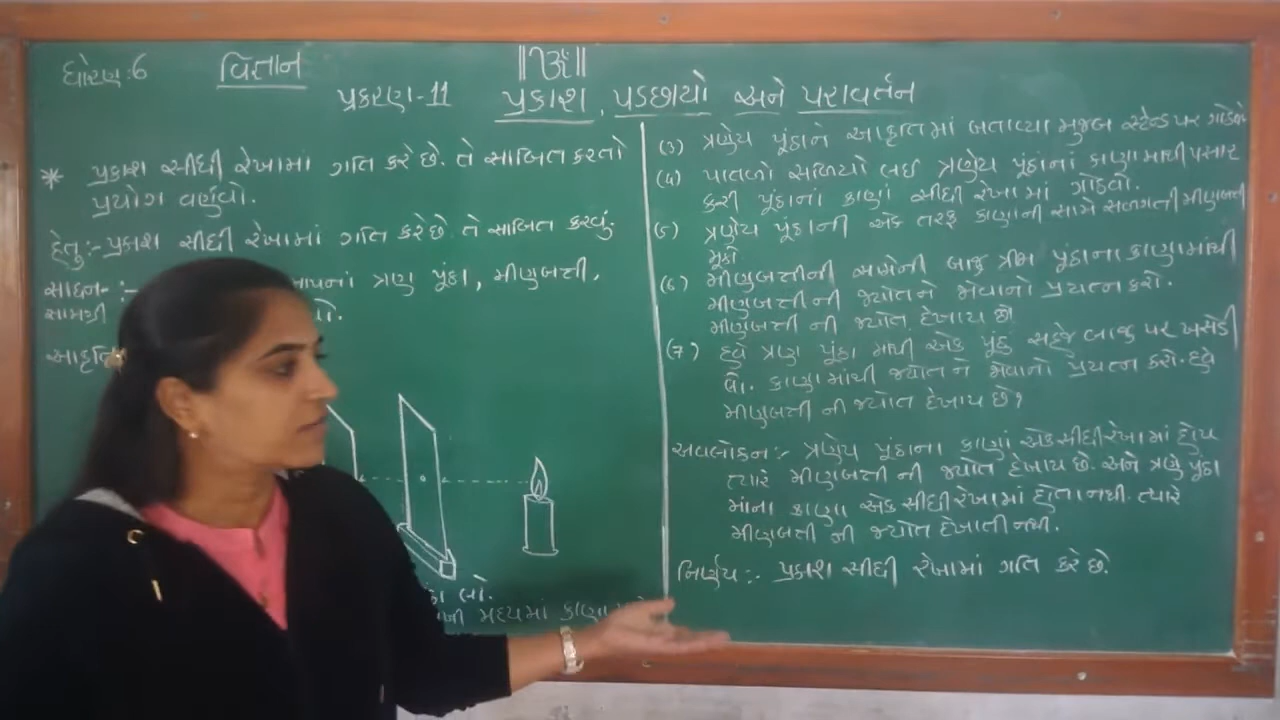 ધોરણ:6
વિજ્ઞાન
||ૐ||
પ્રકરણ-11 પ્રકાશ, પડછાયો અને પરાવર્તન
* પ્રકાશ સીધી રેખામાં ગતિ કરે છે. તે સાબિત કરતો
પ્રયોગ વર્ણવો.
હેતુ:- પ્રકાશ સીધી રેખામાં ગતિ કરે છે. તે સાબિત કરવું.
સાધન- :- માપનાં ત્રણ પૂંઠા, મીણબત્તી,
સામગ્રી
આકૃતિ
લો.
મધ્યમાં કાણા
(3) ત્રણેય પૂંઠાને આકૃતિમાં બતાવ્યા મુજબ સ્ટેન્ડ પર ગોઠવો.
(4) પાતળો સળિયો લઈ ત્રણેય પૂંઠાનાં કાણામાંથી પસાર
કરી પૂંઠાનાં કાણાં સીધી રેખામાં ગોઠવો.
(5) ત્રણેય પૂંઠાની એક તરફ કાણાની સામે સળગતી મીણબત્તી
મૂકો
(6) મીણબત્તીની સામેની બાજુ ત્રીજા પૂંઠાના કાણામાંથી
મીણબત્તીની જ્યોતને જોવાનો પ્રયત્ન કરો.
મીણબત્તી ની જ્યોત દેખાય છે?
(7) હવે ત્રણ પૂંઠા માંથી એક પૂંઠુ સહેજ બાજુ પર ખસેડી
લો. કાણામાંથી જ્યોત ને જોવાનો પ્રયત્ન કરો. હવે
મીણબત્તી ની જ્યોત દેખાય છે?
અવલોકન:- ત્રણેય પૂંઠાના કાણાં એક સીધી રેખામાં હોય
ત્યારે મીણબત્તી ની જ્યોત દેખાય છે. અને ત્રણે પૂંઠા
માંના કાણા એક સીધી રેખામાં હોતા નથી. ત્યારે
મીણબત્તી ની જ્યોત દેખાતી નથી.
નિર્ણય:- પ્રકાશ સીધી રેખામાં ગતિ કરે છે.